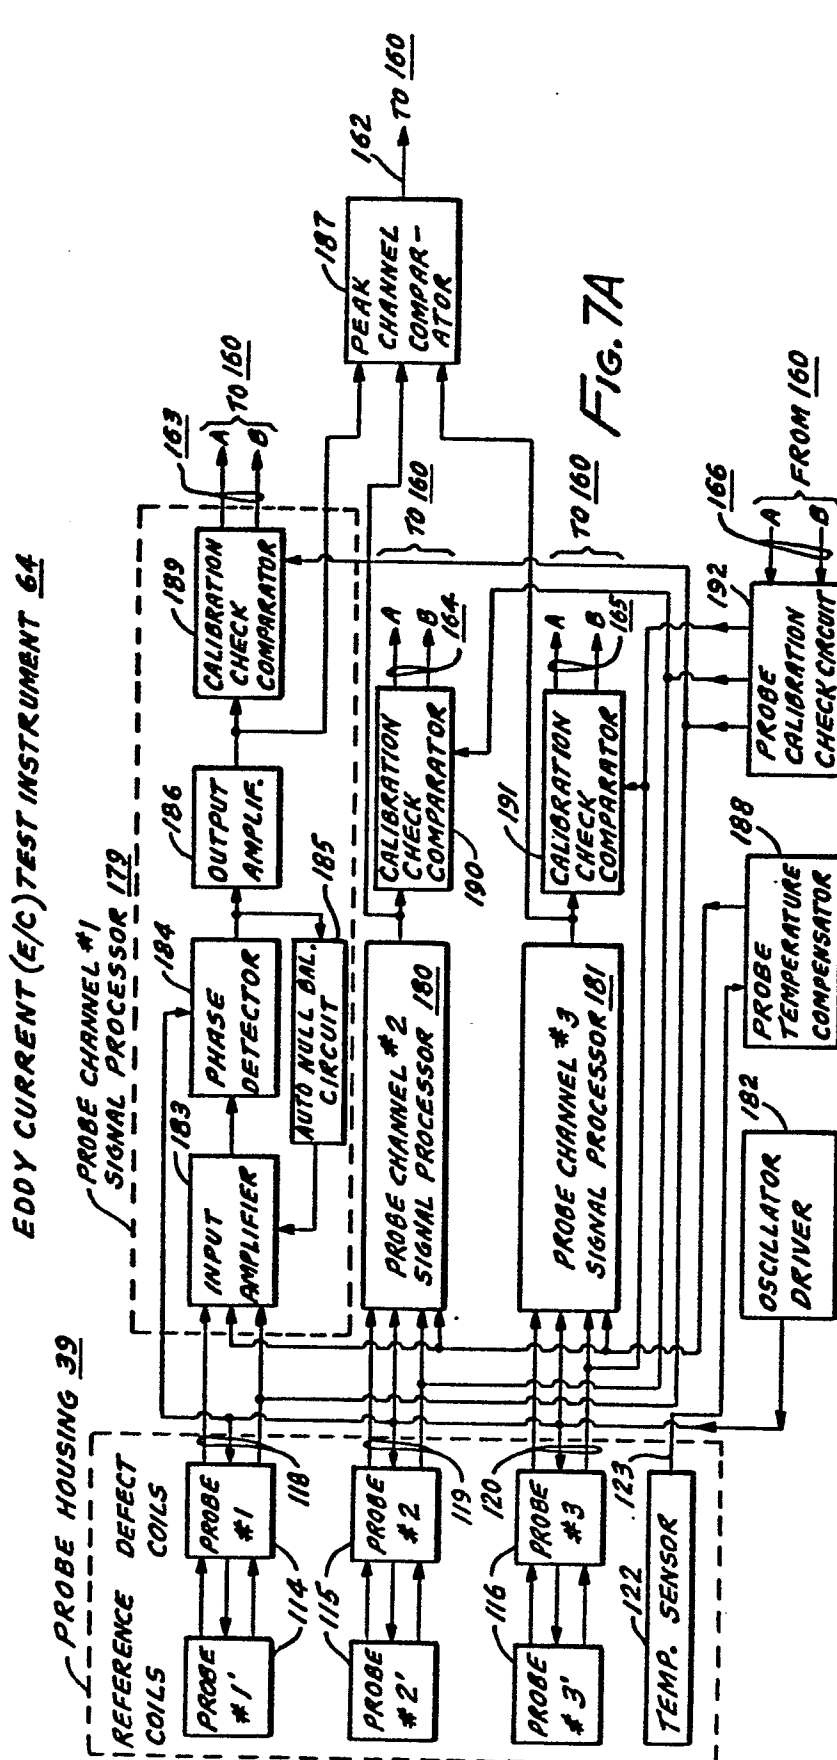 EDDY CURRENT (E/C) TEST INSTRUMENT 64
PROBE HOUSING 39
REFERENCE
COILS
DEFECT
COILS
PROBE
#1'
PROBE
#1
114
118
PROBE
#2'
PROBE
#2
115
119
PROBE
#3'
PROBE
#3
116
120
122
TEMP. SENSOR
123
PROBE CHANNEL #1
SIGNAL PROCESSOR 179
183
INPUT
AMPLIFIER
184
PHASE
DETECTOR
AUTO NULL BAL.
CIRCUIT
185
186
OUTPUT
AMPLIF.
189
CALIBRATION
CHECK
COMPARATOR
163
A
B
TO 160
PROBE CHANNEL #2
SIGNAL PROCESSOR 180
CALIBRATION
CHECK
COMPARATOR
190
A
B
164
TO 160
PROBE CHANNEL #3
SIGNAL PROCESSOR 181
191
CALIBRATION
CHECK
COMPARATOR
A
B
165
TO 160
187
PEAK
CHANNEL
COMPAR-
ATOR
162
TO 160
182
OSCILLATOR
DRIVER
188
PROBE
TEMPERATURE
COMPENSATOR
192
PROBE
CALIBRATION
CHECK CIRCUIT
166
A
B
FROM 160
FIG. 7A